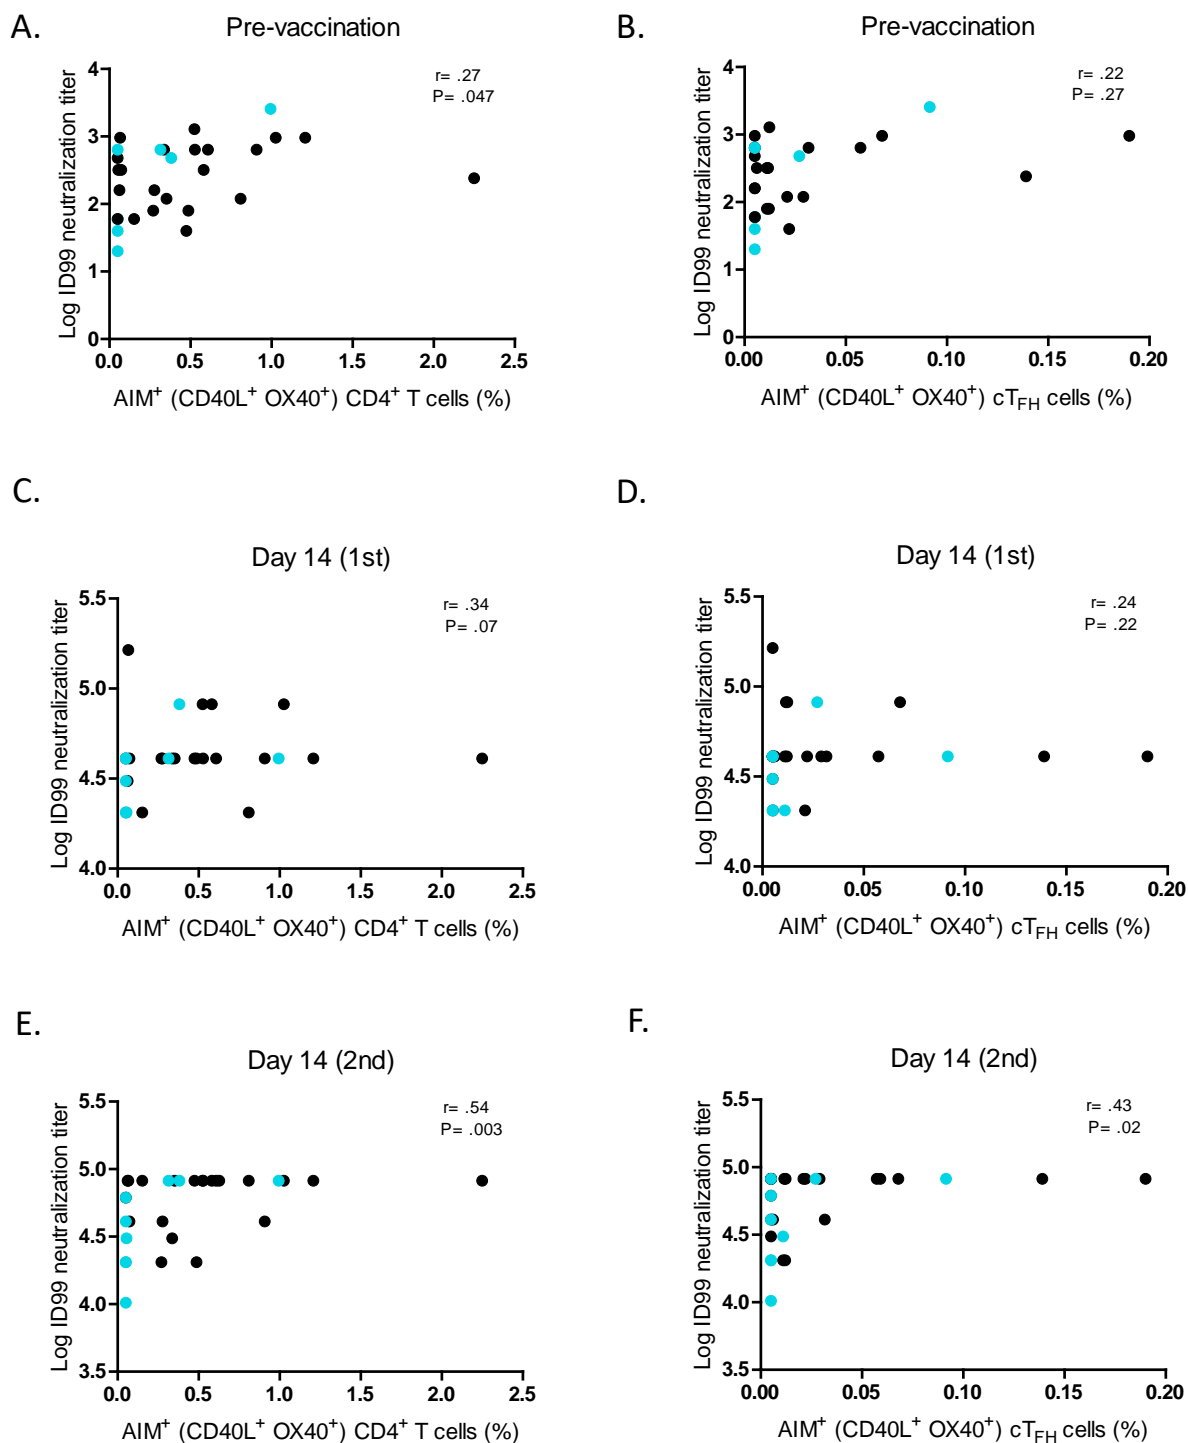 A.
Pre-vaccination
r= .27
P= .047
Log ID99 neutralization titer
4
3
2
1
0
0.0 0.5 1.0 1.5 2.0 2.5
AIM⁺ (CD40L⁺ OX40⁺) CD4⁺ T cells (%)
B.
Pre-vaccination
r= .22
P= .27
Log ID99 neutralization titer
4
3
2
1
0
0.00 0.05 0.10 0.15 0.20
AIM⁺ (CD40L⁺ OX40⁺) cT_FH cells (%)
C.
Day 14 (1st)
r= .34
P= .07
Log ID99 neutralization titer
5.5
5.0
4.5
4.0
0.0 0.5 1.0 1.5 2.0 2.5
AIM⁺ (CD40L⁺ OX40⁺) CD4⁺ T cells (%)
D.
Day 14 (1st)
r= .24
P= .22
Log ID99 neutralization titer
5.5
5.0
4.5
4.0
0.00 0.05 0.10 0.15 0.20
AIM⁺ (CD40L⁺ OX40⁺) cT_FH cells (%)
E.
Day 14 (2nd)
r= .54
P= .003
Log ID99 neutralization titer
5.5
5.0
4.5
4.0
3.5
0.0 0.5 1.0 1.5 2.0 2.5
AIM⁺ (CD40L⁺ OX40⁺) CD4⁺ T cells (%)
F.
Day 14 (2nd)
r= .43
P= .02
Log ID99 neutralization titer
5.5
5.0
4.5
4.0
3.5
0.00 0.05 0.10 0.15 0.20
AIM⁺ (CD40L⁺ OX40⁺) cT_FH cells (%)